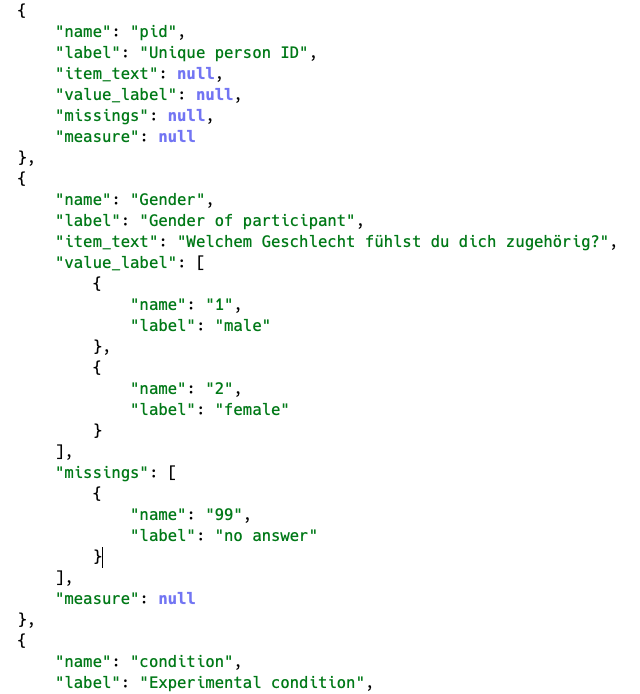 {
"name": "pid",
"label": "Unique person ID",
"item_text": null,
"value_label": null,
"missings": null,
"measure": null
},
{
"name": "Gender",
"label": "Gender of participant",
"item_text": "Welchem Geschlecht fühlst du dich zugehörig?",
"value_label": [
{
"name": "1",
"label": "male"
},
{
"name": "2",
"label": "female"
}
],
"missings": [
{
"name": "99",
"label": "no answer"
}
],
"measure": null
},
{
"name": "condition",
"label": "Experimental condition",